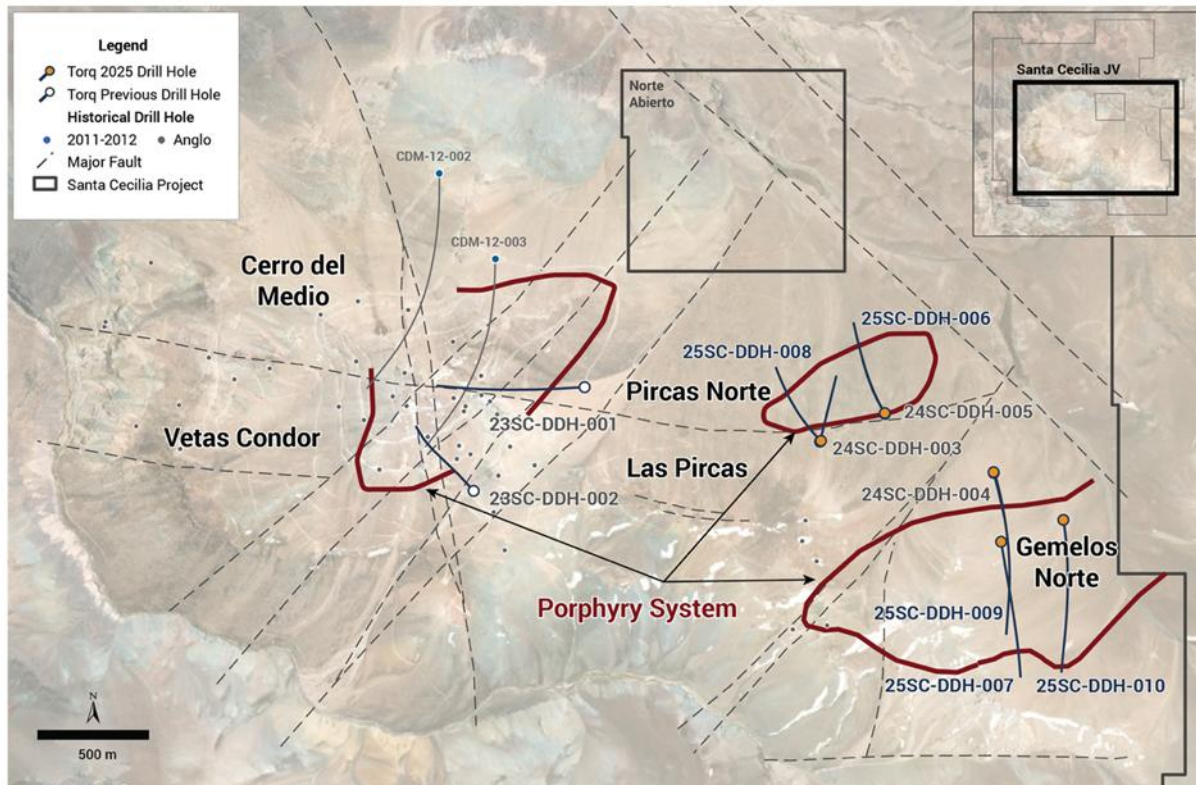 Legend
Torq 2025 Drill Hole
Torq Previous Drill Hole
Historical Drill Hole
2011-2012 Anglo
Major Fault
Santa Cecilia Project
Norte
Abierto
Santa Cecilia JV
CDM-12-002
CDM-12-003
Cerro del
Medio
25SC-DDH-006
25SC-DDH-008
Pircas Norte
24SC-DDH-005
23SC-DDH-001
Vetas Condor
24SC-DDH-003
Las Pircas
24SC-DDH-004
23SC-DDH-002
Gemelos
Norte
Porphyry System
25SC-DDH-009
25SC-DDH-007
25SC-DDH-010
N
500 m